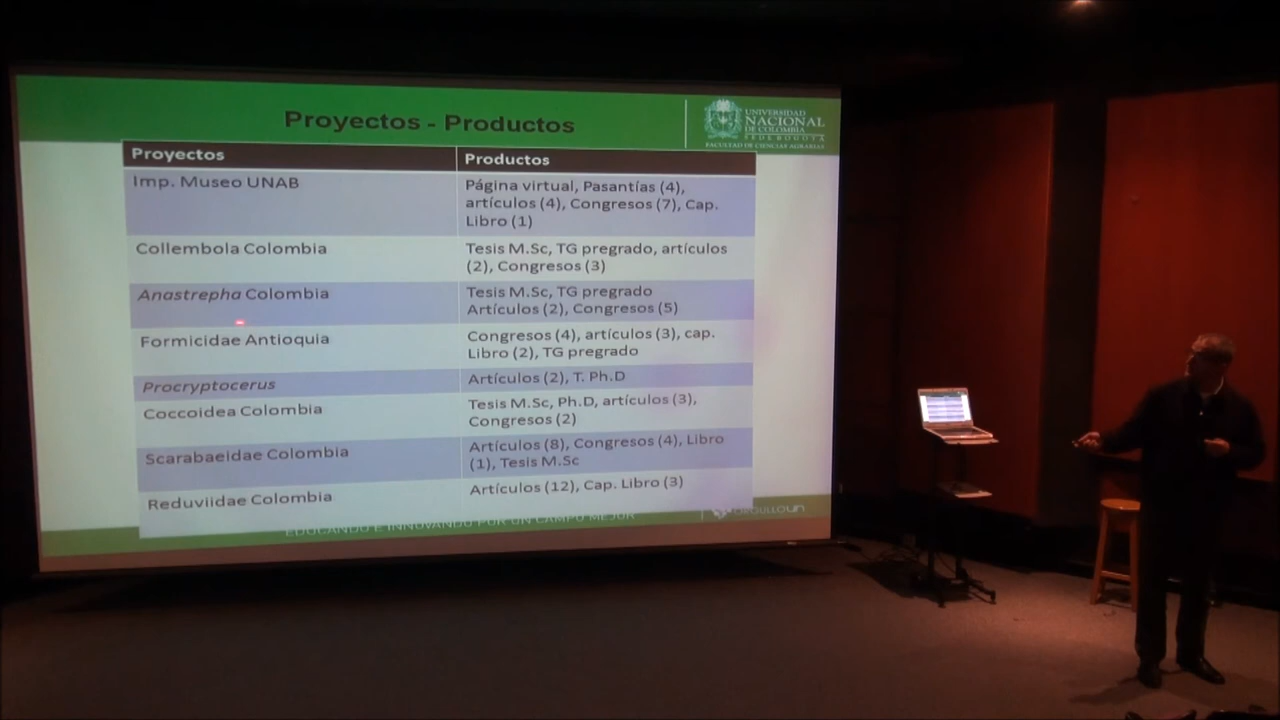 Proyectos - Productos
UNIVERSIDAD
NACIONAL
DE COLOMBIA
SEDE BOGOTÁ
FACULTAD DE CIENCIAS AGRARIAS
Proyectos
Productos
Imp. Museo UNAB
Página virtual, Pasantías (4),
artículos (4), Congresos (7), Cap.
Libro (1)
Collembola Colombia
Tesis M.Sc, TG pregrado, artículos
(2), Congresos (3)
Anastrepha Colombia
Tesis M.Sc, TG pregrado
Artículos (2), Congresos (5)
Formicidae Antioquia
Congresos (4), artículos (3), cap.
Libro (2), TG pregrado
Procryptocerus
Artículos (2), T. Ph.D
Coccoidea Colombia
Tesis M.Sc, Ph.D, artículos (3),
Congresos (2)
Scarabaeidae Colombia
Artículos (8), Congresos (4), Libro
(1), Tesis M.Sc
Reduviidae Colombia
Artículos (12), Cap. Libro (3)
EDUCANDO E INNOVANDO POR UN CAMPO MEJOR
ORGULLOUN